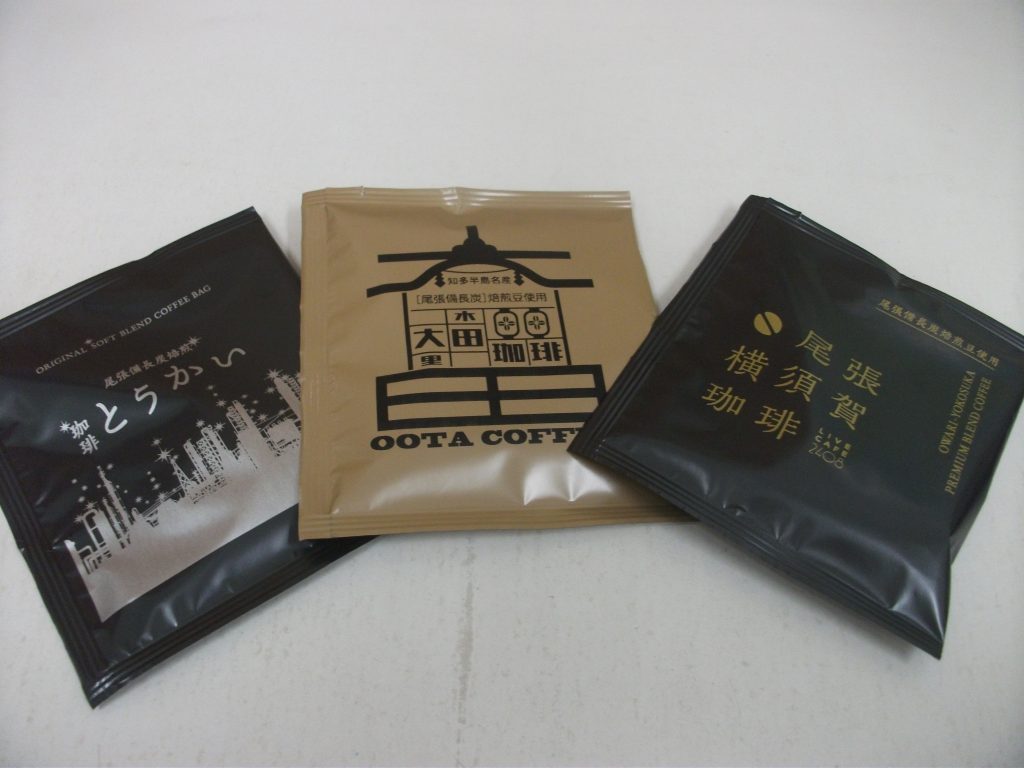 ORIGINAL SOFT BLEND COFFEE BAG
尾張備長炭焙煎
珈琲
とうかい
知多半島名産
[尾張備長炭]焙煎豆使用
大里
木田
珈琲
OOTA COFFE
尾張備長炭焙煎豆使用
尾張
横須賀
珈琲
LIVE
CAFE
OWARI-YOKOSUKA
PREMIUM BLEND COFFEE